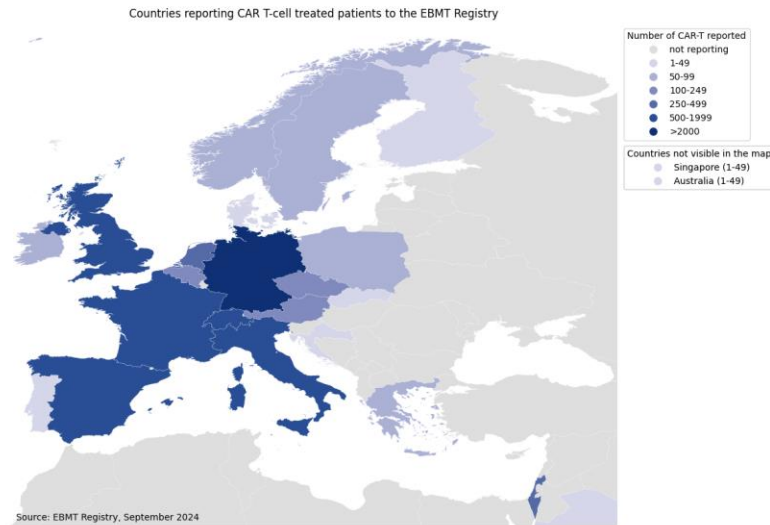 Countries reporting CAR T-cell treated patients to the EBMT Registry
Number of CAR-T reported
not reporting
1-49
50-99
100-249
250-499
500-1999
>2000
Countries not visible in the map
Singapore (1-49)
Australia (1-49)
Source: EBMT Registry, September 2024